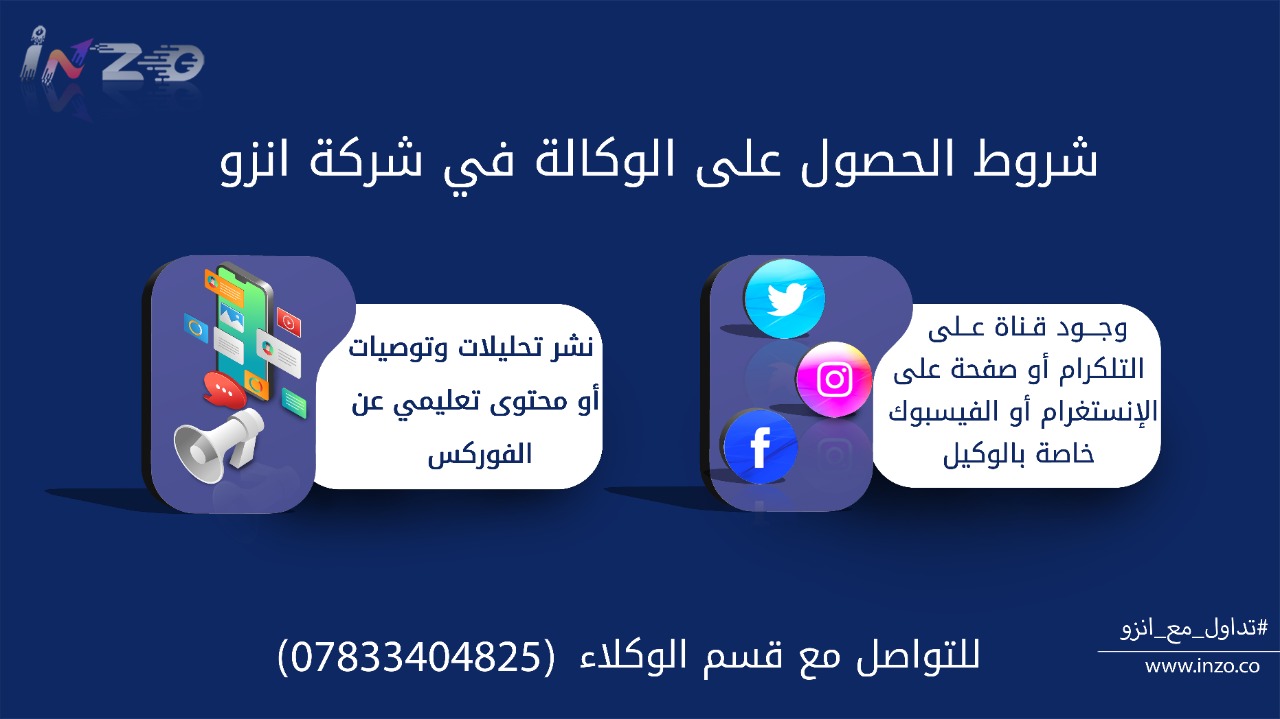 INZO
شروط الحصول على الوكالة في شركة انزو
وجـود قـناة عـلى
التلكرام أو صفحة على
الإنستغرام أو الفيسبوك
خاصة بالوكيل
نشر تحليلات وتوصيات
أو محتوى تعليمي عن
الفوركس
للتواصل مع قسم الوكلاء (07833404825)
#تداول_مع_انزو
www.inzo.co